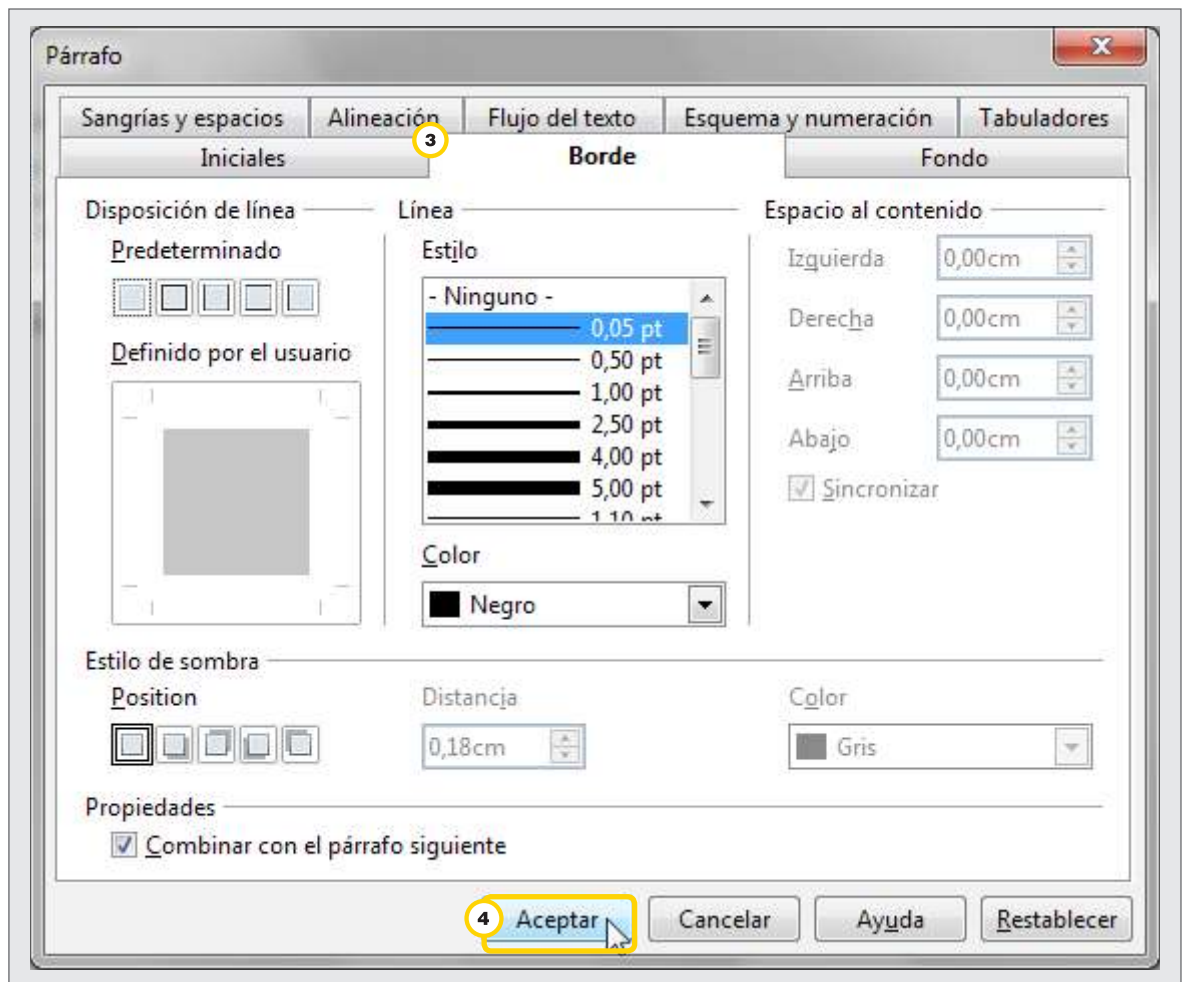 Párrafo
Sangrías y espacios Alineación Flujo del texto Esquema y numeración Tabuladores
3
Iniciales Borde Fondo
Disposición de línea Línea Espacio al contenido
Predeterminado Estilo Izquierda 0,00cm
- Ninguno -
0,05 pt Derecha 0,00cm
Definido por el usuario 0,50 pt
1,00 pt Arriba 0,00cm
2,50 pt
4,00 pt Abajo 0,00cm
5,00 pt Sincronizar
1,10 pt
Color
Negro
Estilo de sombra
Position Distancia Color
0,18cm Gris
Propiedades
Combinar con el párrafo siguiente
4 Aceptar Cancelar Ayuda Restablecer